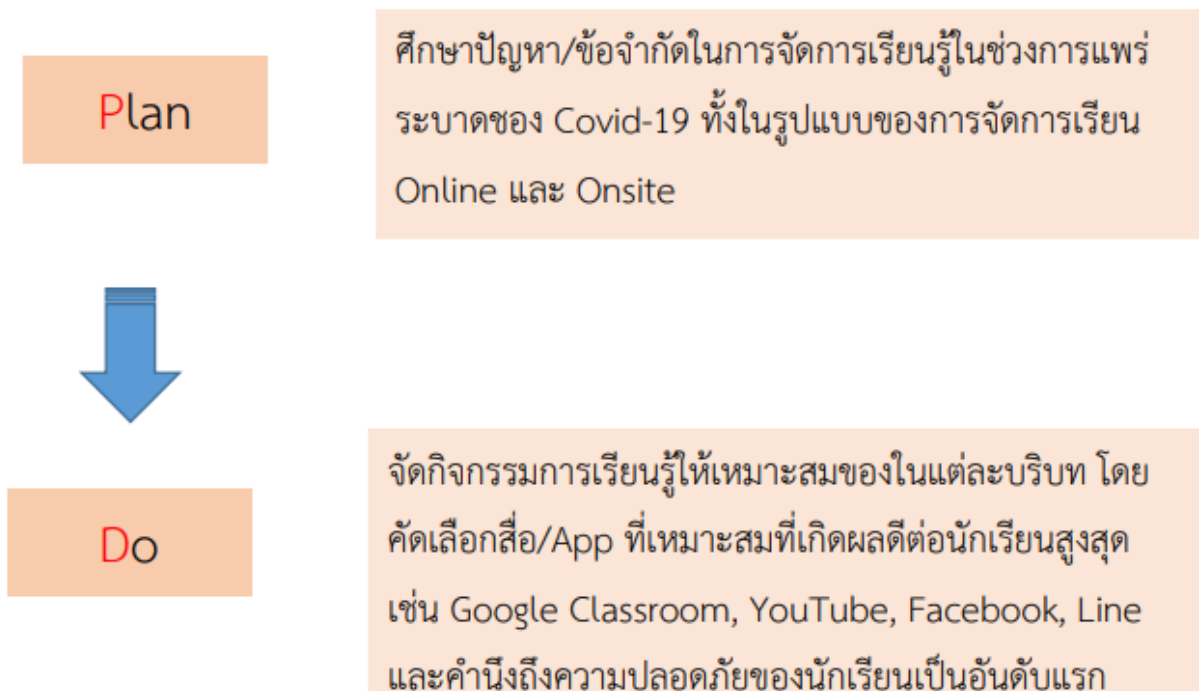 Plan
ศึกษาปัญหา/ข้อจำกัดในการจัดการเรียนรู้ในช่วงการแพร่
ระบาดชอง Covid-19 ทั้งในรูปแบบของการจัดการเรียน
Online และ Onsite
Do
จัดกิจกรรมการเรียนรู้ให้เหมาะสมของในแต่ละบริบท โดย
คัดเลือกสื่อ/App ที่เหมาะสมที่เกิดผลดีต่อนักเรียนสูงสุด
เช่น Google Classroom, YouTube, Facebook, Line
และคำนึงถึงความปลอดภัยของนักเรียนเป็นอันดับแรก